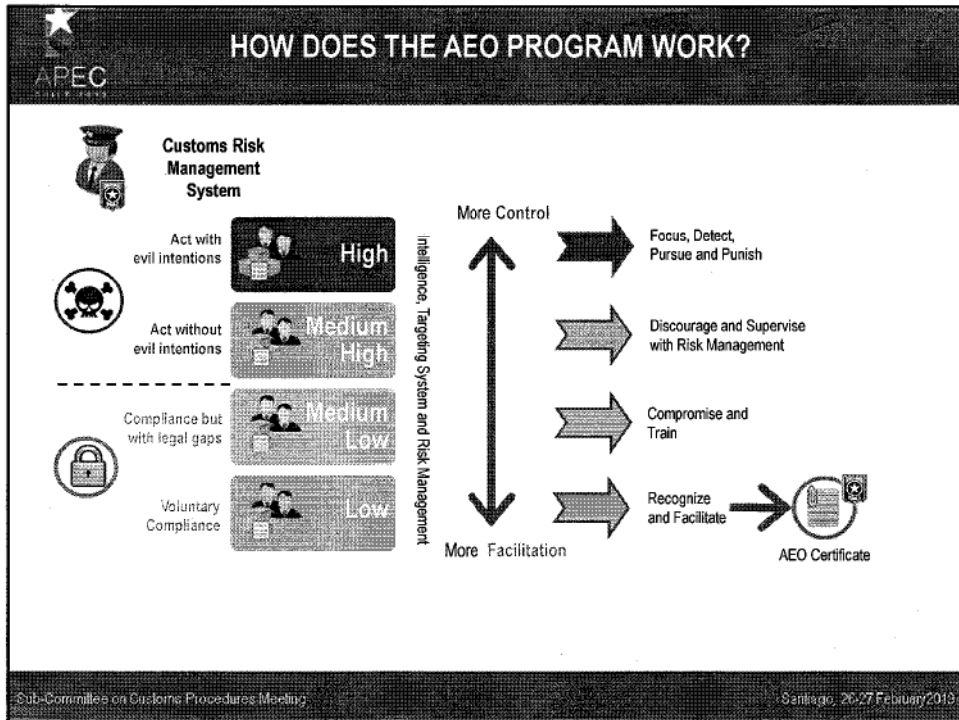 HOW DOES THE AEO PROGRAM WORK?
APEC
Customs Risk
Management
System
Act with
evil intentions
High
Act without
evil intentions
Medium
High
Compliance but
with legal gaps
Medium
Low
Voluntary
Compliance
Low
Intelligence, Targeting System and Risk Management
More Control
More Facilitation
Focus, Detect,
Pursue and Punish
Discourage and Supervise
with Risk Management
Compromise and
Train
Recognize
and Facilitate
AEO Certificate
Sub-Committee on Customs Procedures Meeting
Santiago, 26-27 February